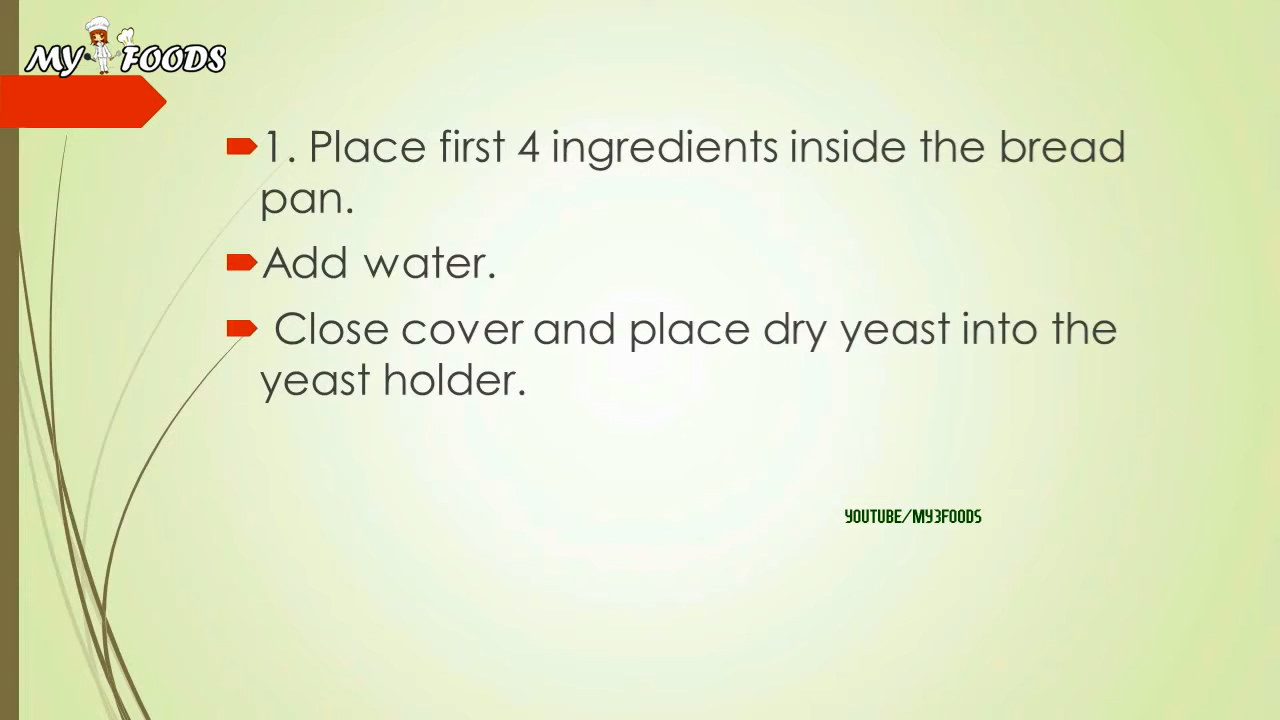 MY FOODS
1. Place first 4 ingredients inside the bread
pan.
Add water.
Close cover and place dry yeast into the
yeast holder.
YOUTUBE/MY3FOODS